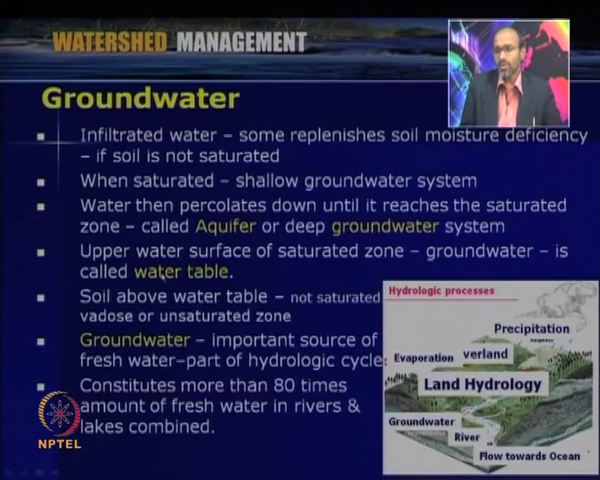 WATERSHED MANAGEMENT
Groundwater
Infiltrated water – some replenishes soil moisture deficiency
– if soil is not saturated
When saturated – shallow groundwater system
Water then percolates down until it reaches the saturated
zone – called Aquifer or deep groundwater system
Upper water surface of saturated zone – groundwater – is
called water table.
Soil above water table – not saturated
vadose or unsaturated zone
Groundwater – important source of
fresh water–part of hydrologic cycle;
Constitutes more than 80 times
amount of fresh water in rivers &
lakes combined.
NPTEL
Hydrologic processes
Precipitation
Evaporation
verland
Land Hydrology
Groundwater
River
Flow towards Ocean